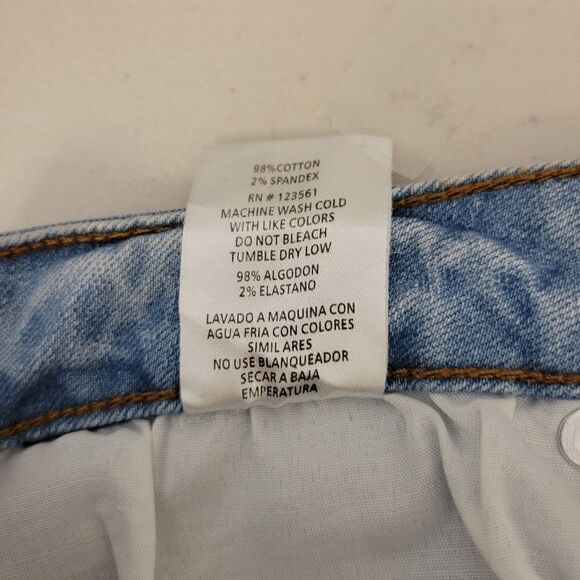 98%COTTON
2% SPANDEX
RN # 123561
MACHINE WASH COLD
WITH LIKE COLORS
DO NOT BLEACH
TUMBLE DRY LOW
98% ALGODON
2% ELASTANO
LAVADO A MAQUINA CON
AGUA FRIA CON COLORES
SIMIL ARES
NO USE BLANQUEADOR
SECAR A BAJA
EMPERATURA